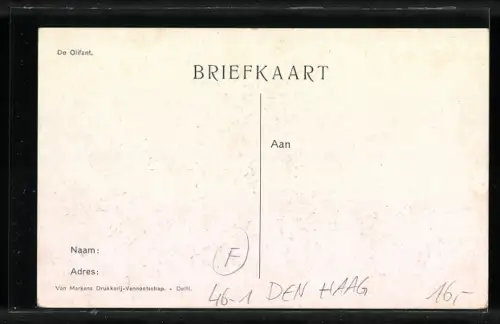 De Olifant.
BRIEFKAART
Aan
Naam:
Adres:
F
Van Markens Drukkerij-Vennootschap. - Delft.
46-1 DEN HAAG 16,-